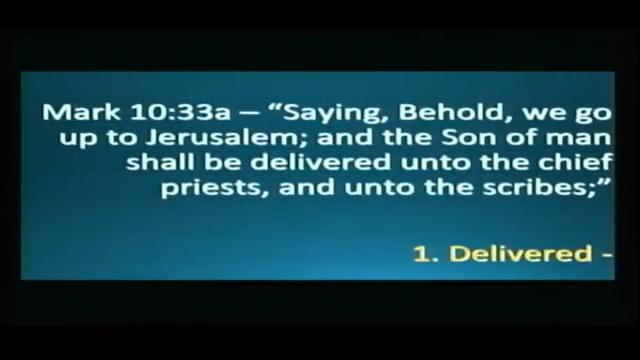 Mark 10:33a – “Saying, Behold, we go
up to Jerusalem; and the Son of man
shall be delivered unto the chief
priests, and unto the scribes;”
1. Delivered -